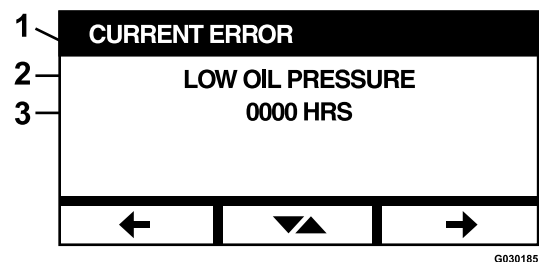 1
CURRENT ERROR
2
LOW OIL PRESSURE
3
0000 HRS
G030185